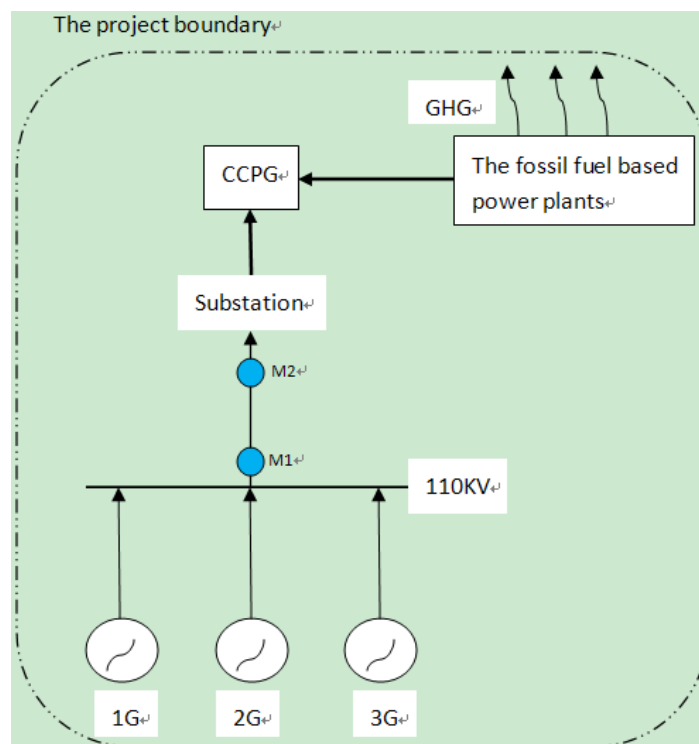 The project boundary
GHG
CCPG
The fossil fuel based
power plants
Substation
M2
M1
110KV
1G
2G
3G